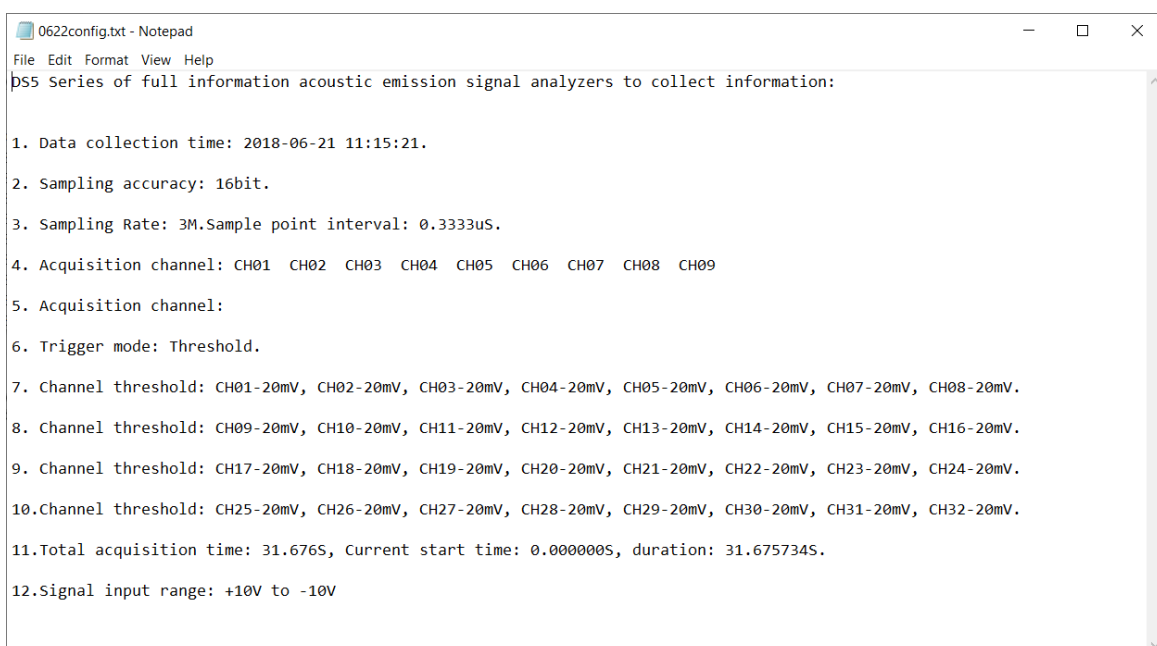 0622config.txt - Notepad
File Edit Format View Help
DS5 Series of full information acoustic emission signal analyzers to collect information:
1. Data collection time: 2018-06-21 11:15:21.
2. Sampling accuracy: 16bit.
3. Sampling Rate: 3M.Sample point interval: 0.3333uS.
4. Acquisition channel: CH01  CH02  CH03  CH04  CH05  CH06  CH07  CH08  CH09
5. Acquisition channel:
6. Trigger mode: Threshold.
7. Channel threshold: CH01-20mV, CH02-20mV, CH03-20mV, CH04-20mV, CH05-20mV, CH06-20mV, CH07-20mV, CH08-20mV.
8. Channel threshold: CH09-20mV, CH10-20mV, CH11-20mV, CH12-20mV, CH13-20mV, CH14-20mV, CH15-20mV, CH16-20mV.
9. Channel threshold: CH17-20mV, CH18-20mV, CH19-20mV, CH20-20mV, CH21-20mV, CH22-20mV, CH23-20mV, CH24-20mV.
10.Channel threshold: CH25-20mV, CH26-20mV, CH27-20mV, CH28-20mV, CH29-20mV, CH30-20mV, CH31-20mV, CH32-20mV.
11.Total acquisition time: 31.676S, Current start time: 0.000000S, duration: 31.675734S.
12.Signal input range: +10V to -10V